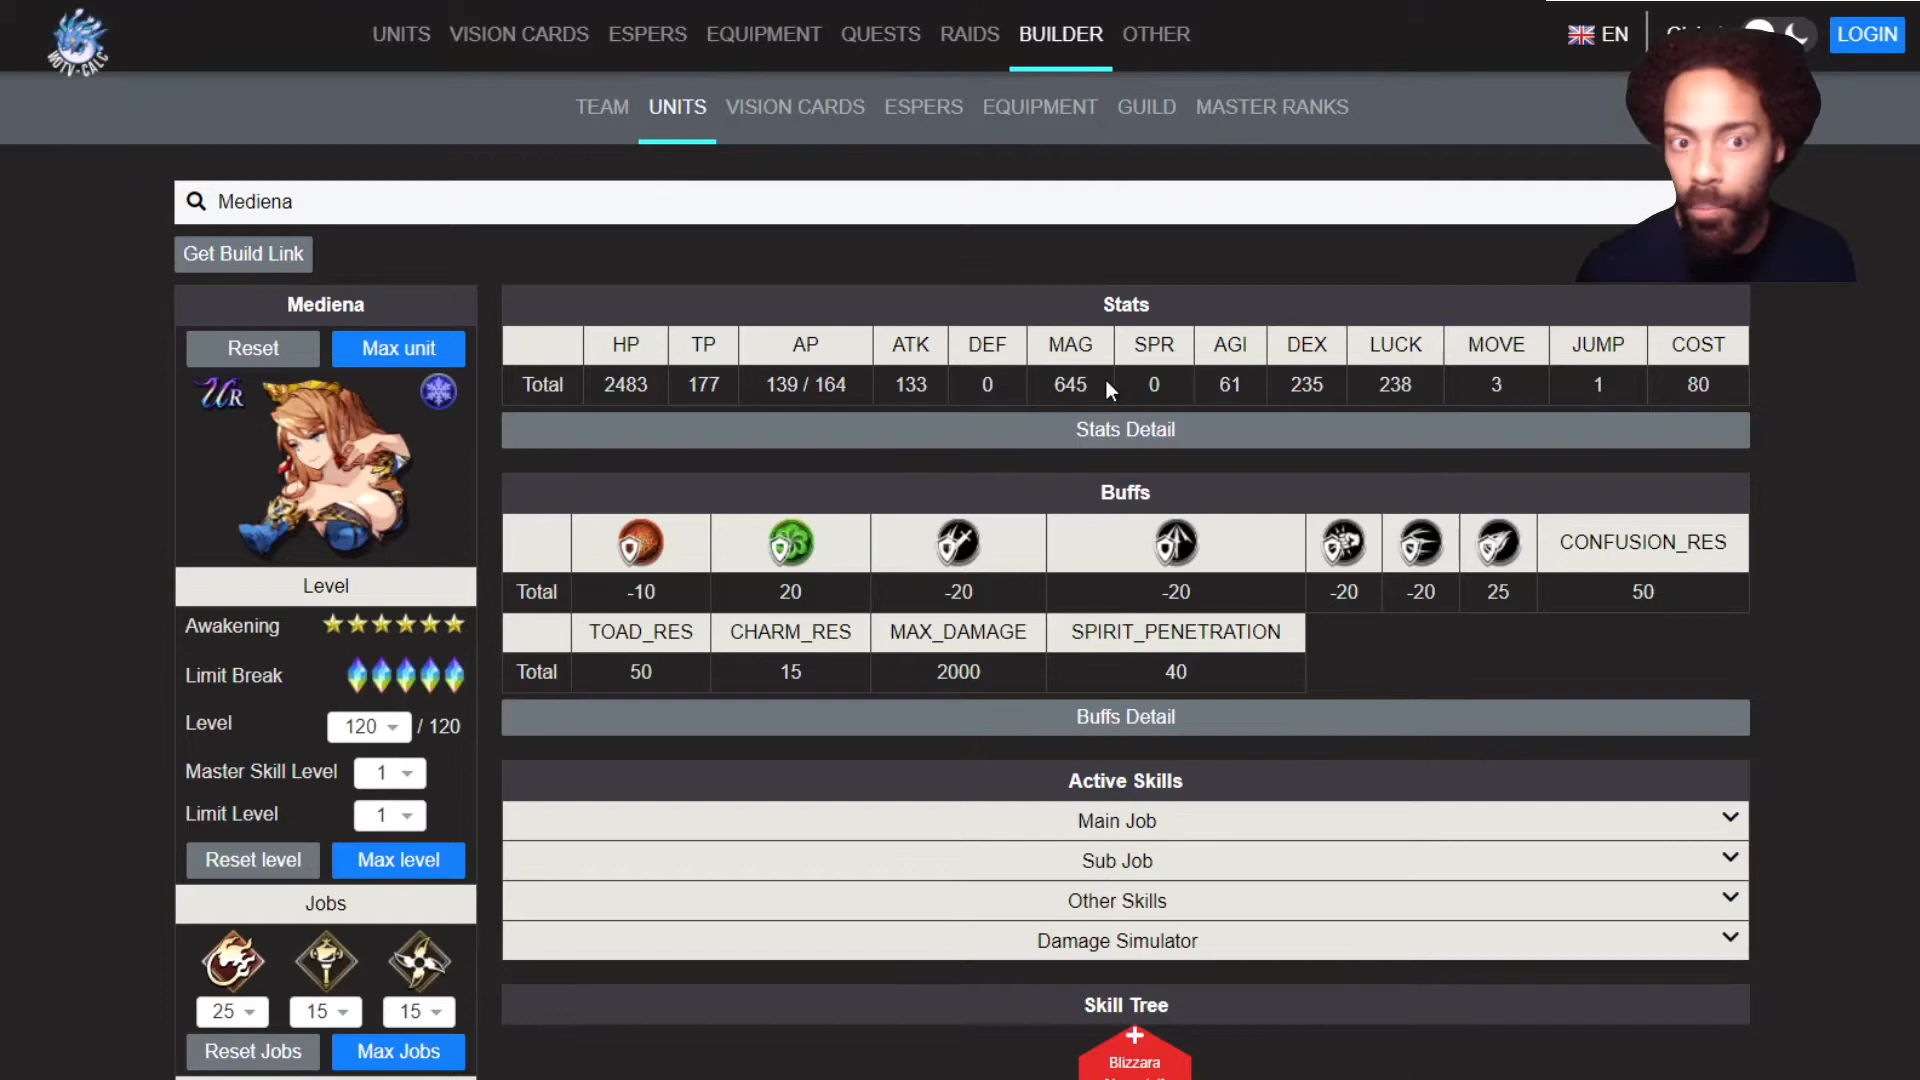 WOTV-CALC
UNITS VISION CARDS ESPERS EQUIPMENT QUESTS RAIDS BUILDER OTHER
EN LOGIN
TEAM UNITS VISION CARDS ESPERS EQUIPMENT GUILD MASTER RANKS
Mediena
Get Build Link
Mediena
Reset Max unit
UR
Level
Awakening
Limit Break
Level 120 / 120
Master Skill Level 1
Limit Level 1
Reset level Max level
Jobs
25 15 15
Reset Jobs Max Jobs
Stats
HP TP AP ATK DEF MAG SPR AGI DEX LUCK MOVE JUMP COST
Total 2483 177 139 / 164 133 0 645 0 61 235 238 3 1 80
Stats Detail
Buffs
CONFUSION_RES
Total -10 20 -20 -20 -20 -20 25 50
TOAD_RES CHARM_RES MAX_DAMAGE SPIRIT_PENETRATION
Total 50 15 2000 40
Buffs Detail
Active Skills
Main Job
Sub Job
Other Skills
Damage Simulator
Skill Tree
+
Blizzara